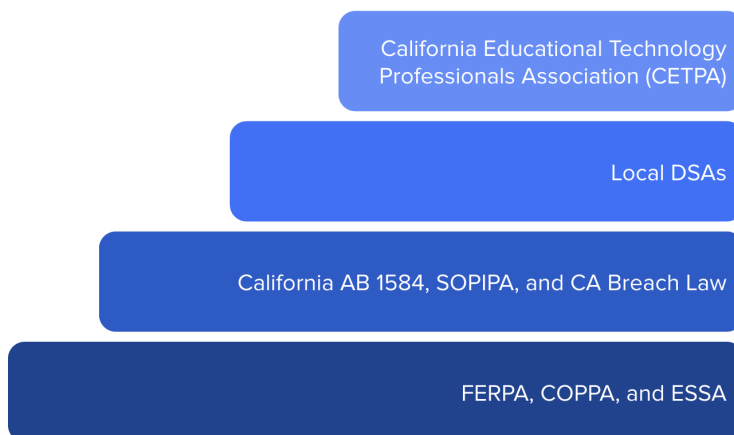 California Educational Technology
Professionals Association (CETPA)
Local DSAs
California AB 1584, SOPIPA, and CA Breach Law
FERPA, COPPA, and ESSA